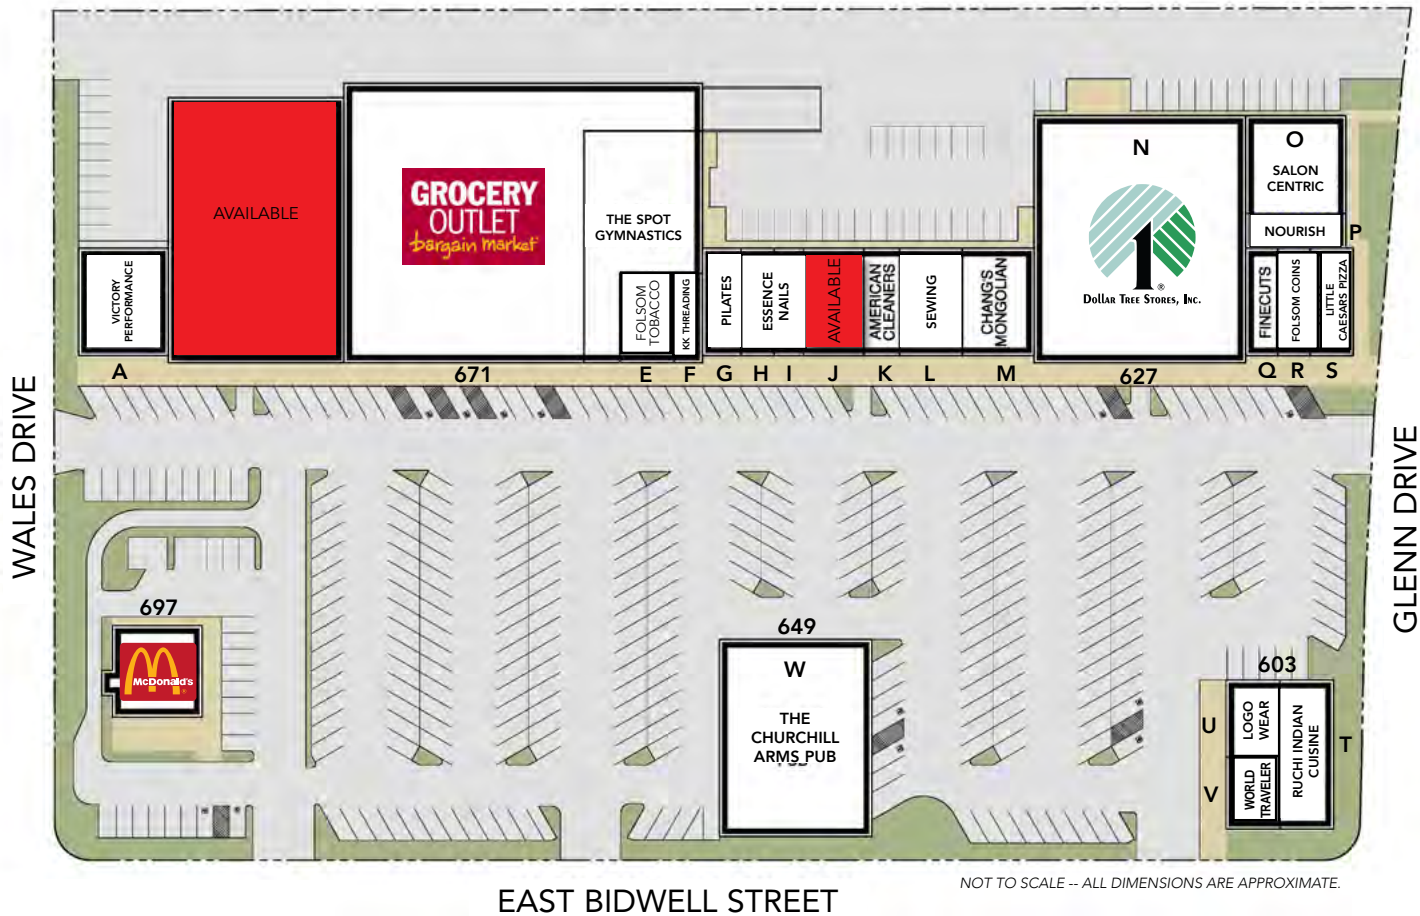 N
O
SALON
CENTRIC
GROCERY
OUTLET
bargain market
AVAILABLE
THE SPOT
GYMNASTICS
NOURISH
P
VICTORY
PERFORMANCE
FOLSOM
TOBACCO
KK THREADING
PILATES
ESSENCE
NAILS
AVAILABLE
AMERICAN
CLEANERS
SEWING
CHANG'S
MONGOLIAN
1
®
DOLLAR TREE STORES, INC.
FINECUTS
FOLSOM COINS
LITTLE
CAESARS PIZZA
A
671
E
F
G
H
I
J
K
L
M
627
Q
R
S
WALES DRIVE
GLENN DRIVE
697
McDonald's
®
649
W
THE
CHURCHILL
ARMS PUB
603
U
LOGO
WEAR
RUCHI INDIAN
CUISINE
T
V
WORLD
TRAVELER
NOT TO SCALE -- ALL DIMENSIONS ARE APPROXIMATE.
EAST BIDWELL STREET